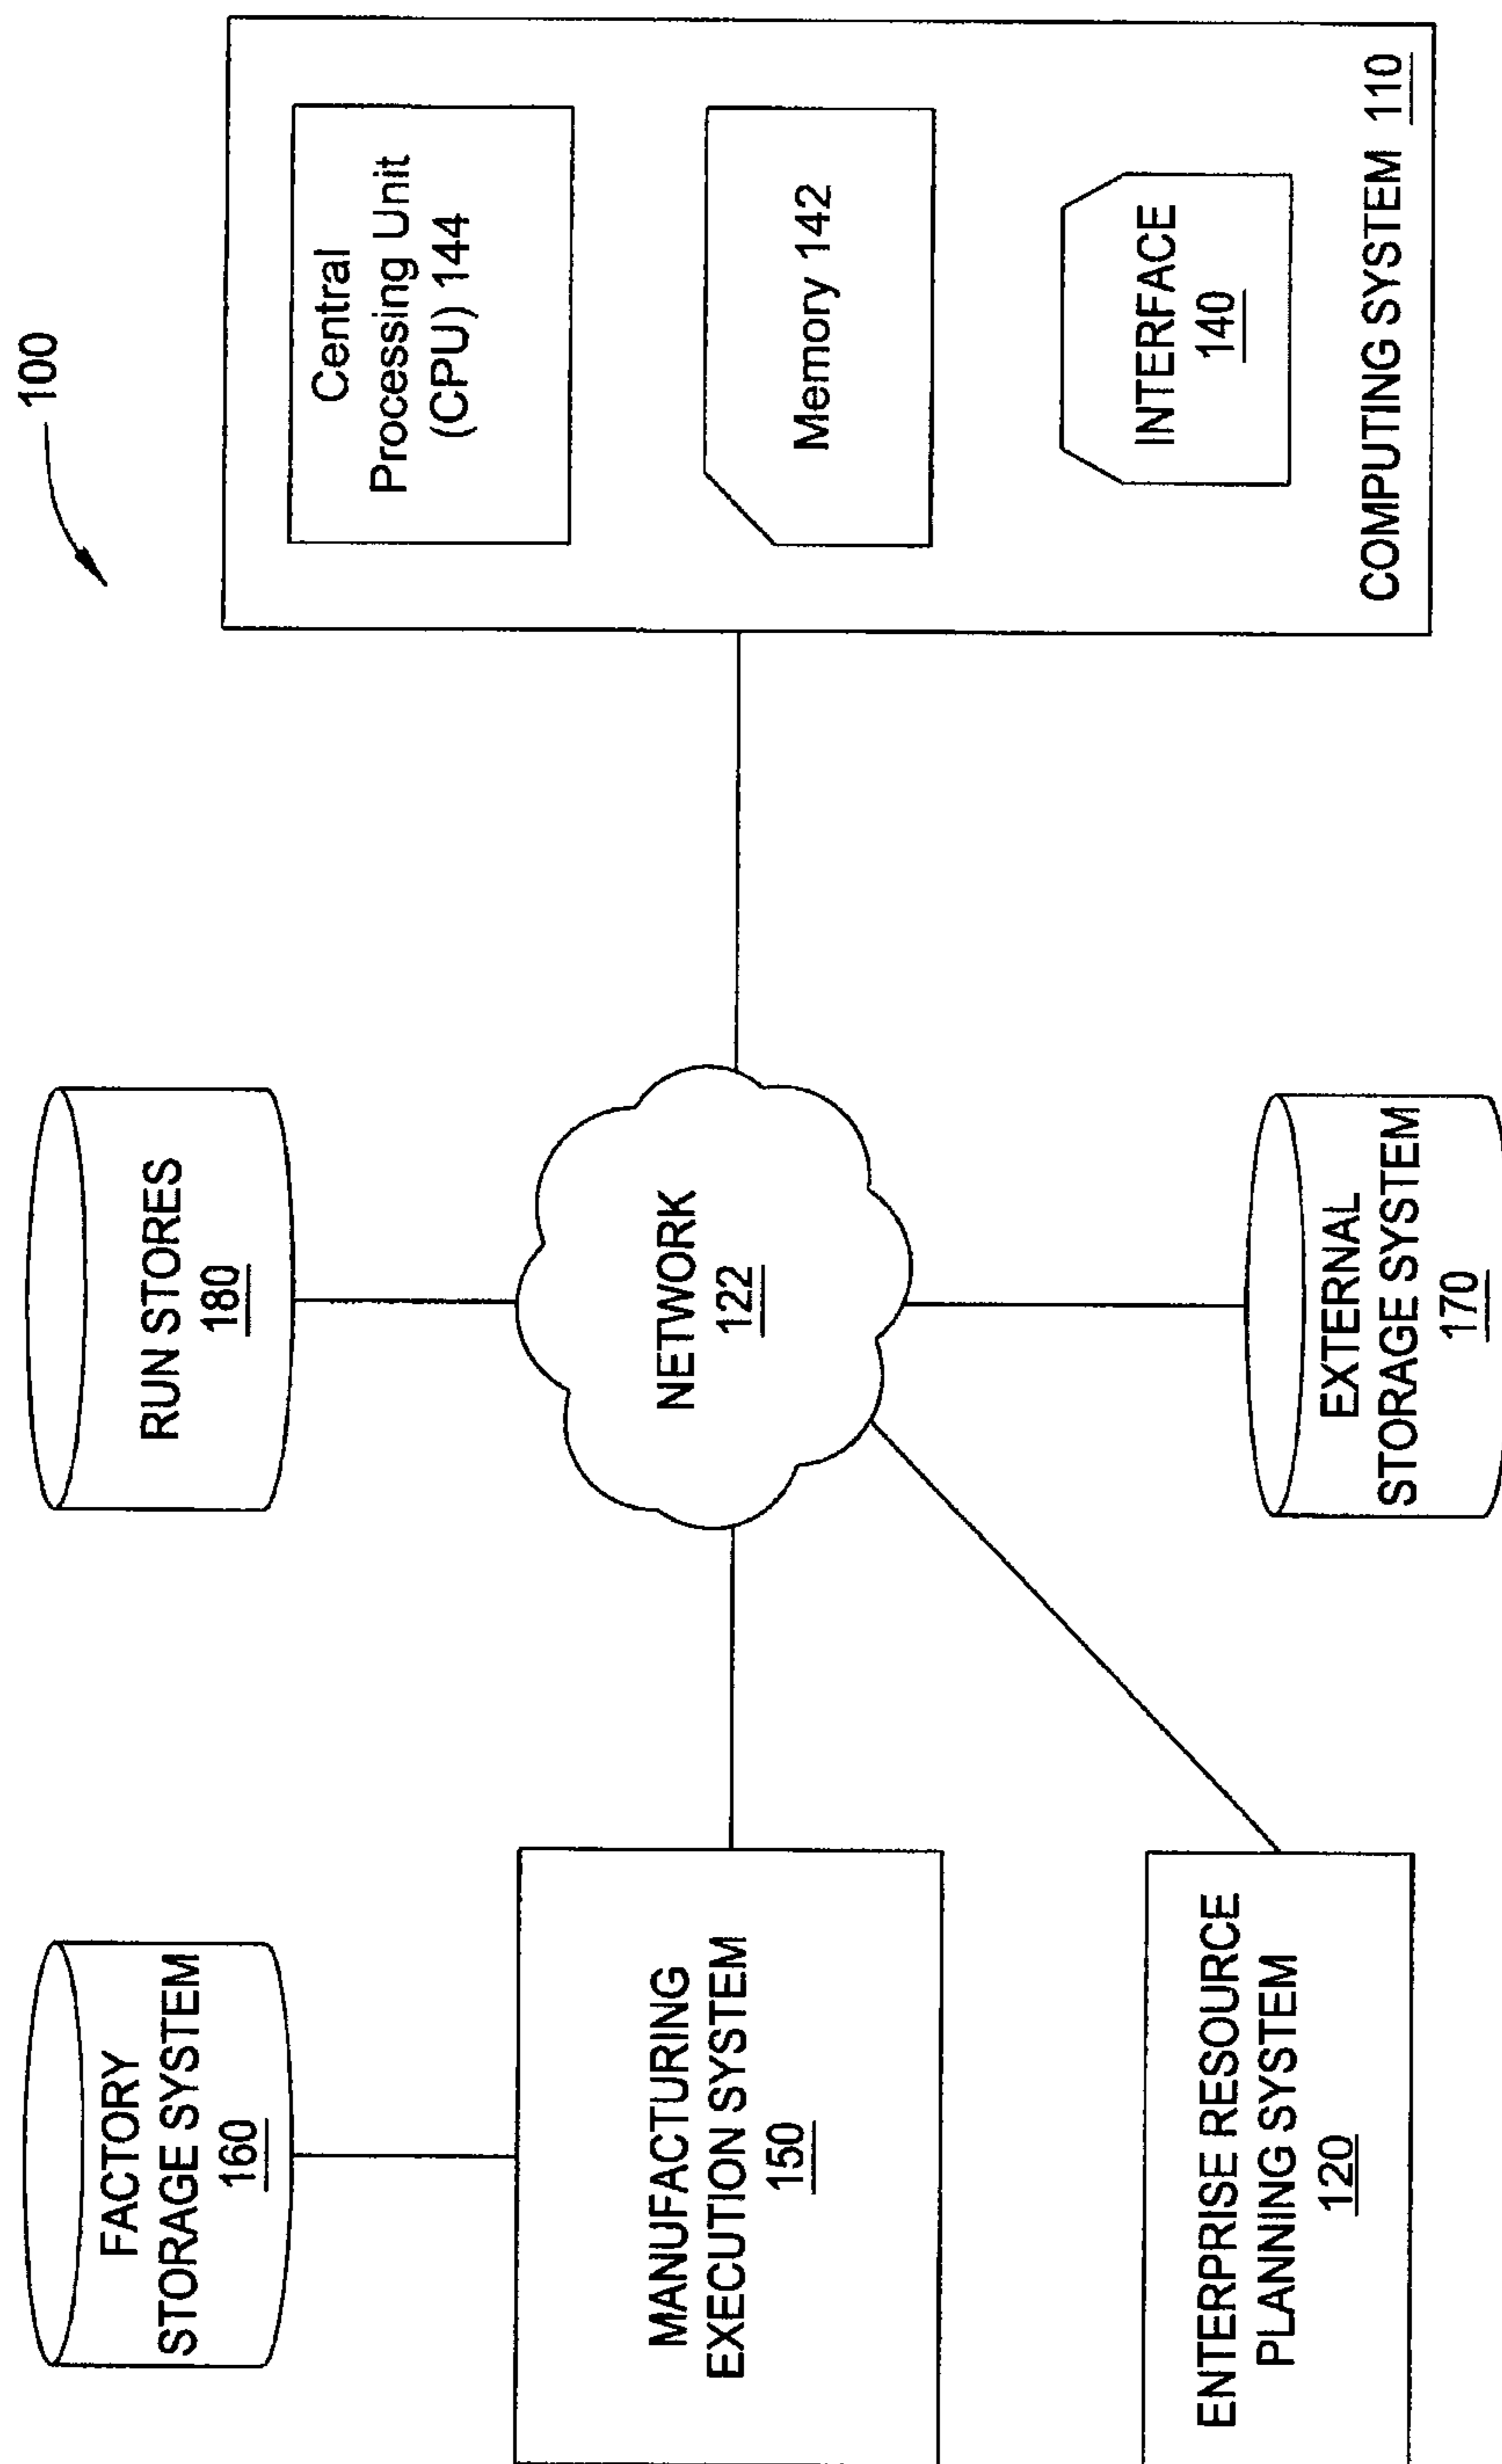 100
FACTORY
STORAGE SYSTEM
160
RUN STORES
180
Central
Processing Unit
(CPU) 144
MANUFACTURING
EXECUTION SYSTEM
150
NETWORK
122
Memory 142
ENTERPRISE RESOURCE
PLANNING SYSTEM
120
EXTERNAL
STORAGE SYSTEM
170
INTERFACE
140
COMPUTING SYSTEM 110